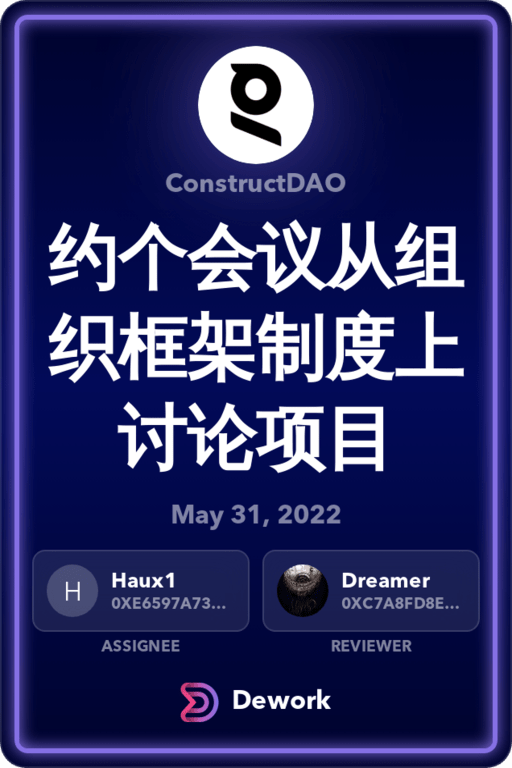 ConstructDAO
约个会议从组
织框架制度上
讨论项目
May 31, 2022
H
Haux1
0XE6597A73...
ASSIGNEE
Dreamer
0XC7A8FD8E...
REVIEWER
Dework